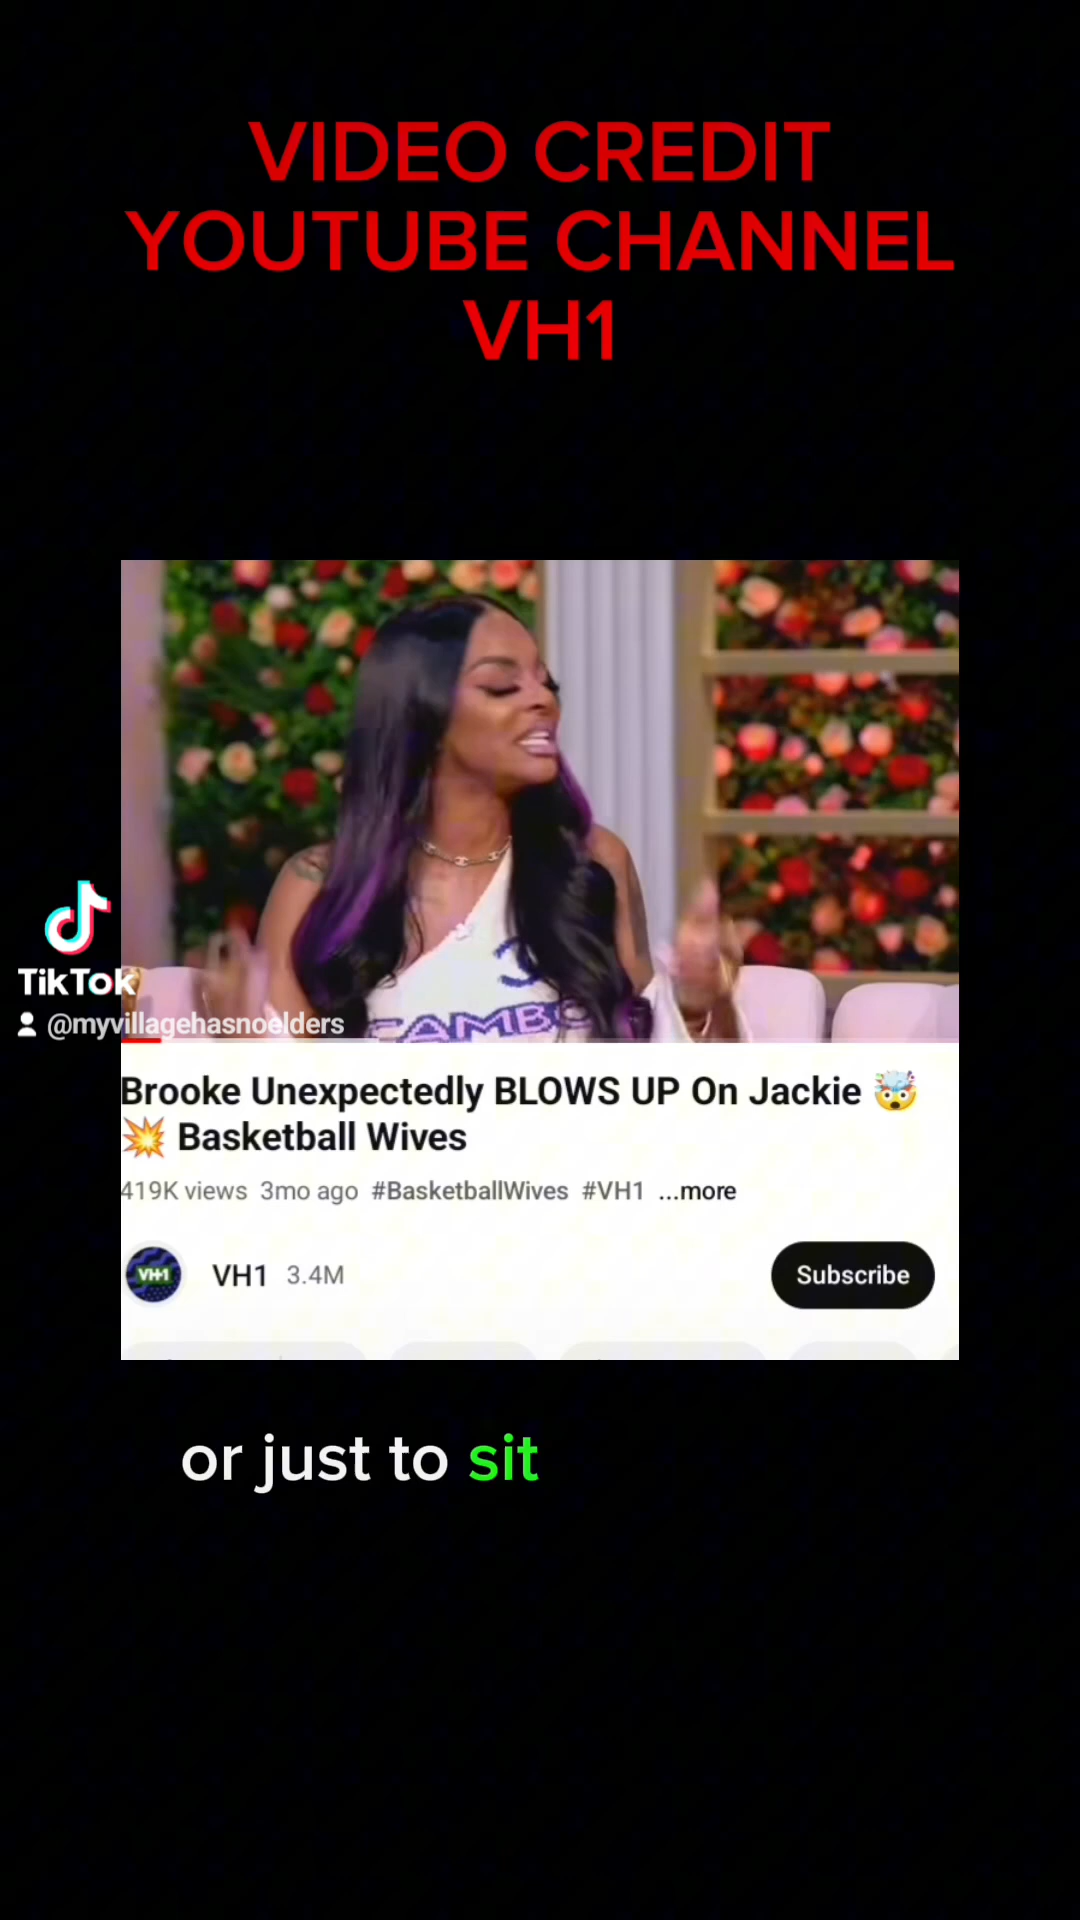 VIDEO CREDIT
YOUTUBE CHANNEL
VH1
TikTok
@myvillagehasnoelders
Brooke Unexpectedly BLOWS UP On Jackie 🤯
💥 Basketball Wives
419K views 3mo ago #BasketballWives #VH1 ...more
VH1
VH1 3.4M
Subscribe
or just to sit